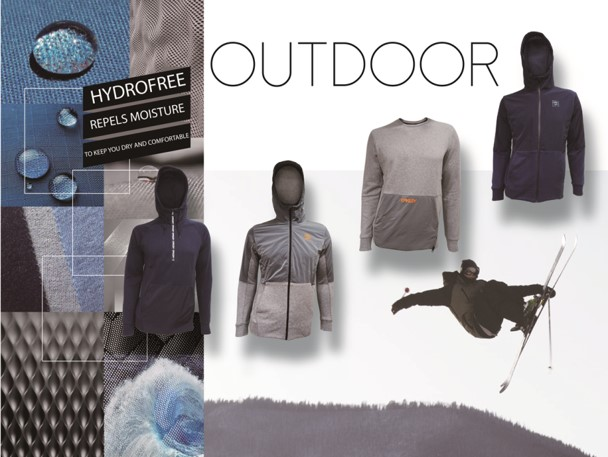 OUTDOOR
HYDROFREE
REPELS MOISTURE
TO KEEP YOU DRY AND COMFORTABLE